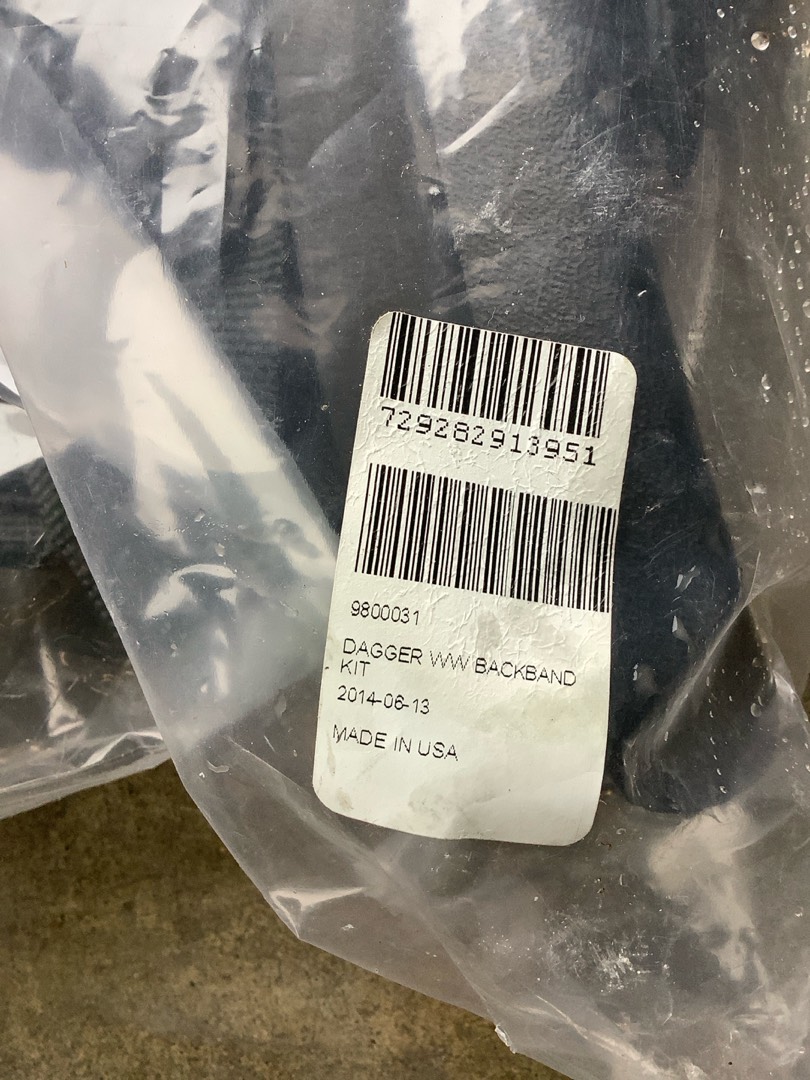 729282913951
9800031
DAGGER WW BACKBAND
KIT
2014-06-13
MADE IN USA